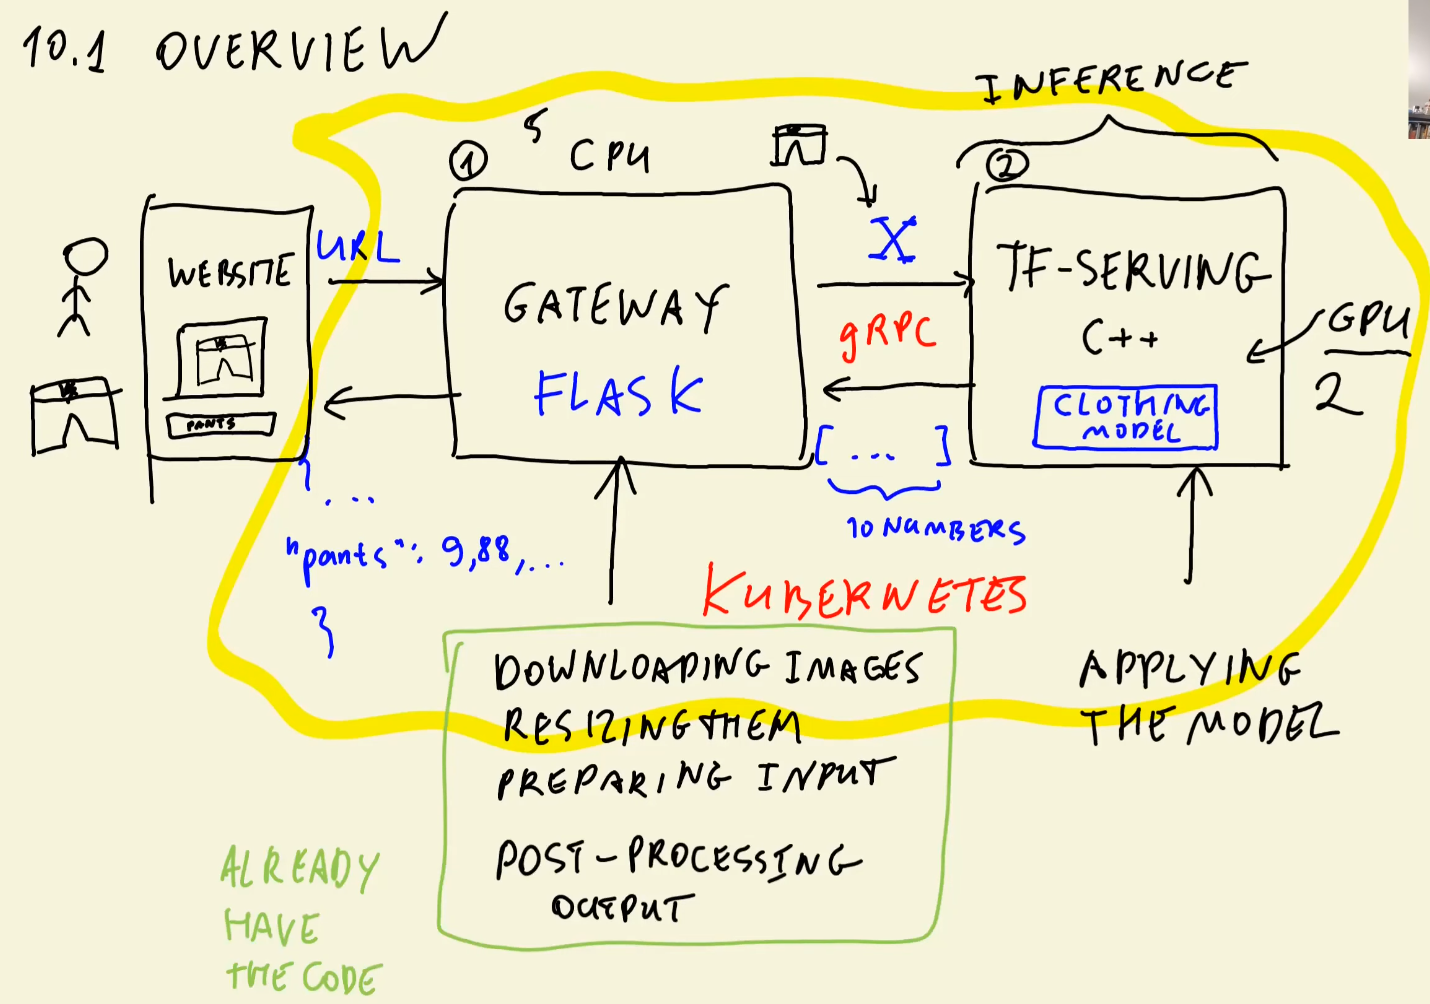 10.1 OVERVIEW
INFERENCE
5
① CPU
②
URL
X
WEBSITE
PANTS
GATEWAY
FLASK
gRPC
TF-SERVING
C++
CLOTHING
MODEL
GPU
2
[ ... ]
10 NUMBERS
{ ...
"pants": 9,88,...
}
KUBERNETES
DOWNLOADING IMAGES
RESIZING THEM
PREPARING INPUT
POST-PROCESSING
OUTPUT
APPLYING
THE MODEL
ALREADY
HAVE
THE CODE